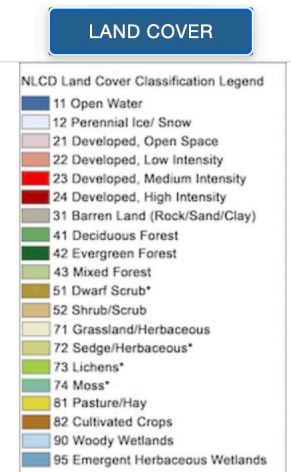 LAND COVER
NLCD Land Cover Classification Legend
11 Open Water
12 Perennial Ice/ Snow
21 Developed, Open Space
22 Developed, Low Intensity
23 Developed, Medium Intensity
24 Developed, High Intensity
31 Barren Land (Rock/Sand/Clay)
41 Deciduous Forest
42 Evergreen Forest
43 Mixed Forest
51 Dwarf Scrub*
52 Shrub/Scrub
71 Grassland/Herbaceous
72 Sedge/Herbaceous*
73 Lichens*
74 Moss*
81 Pasture/Hay
82 Cultivated Crops
90 Woody Wetlands
95 Emergent Herbaceous Wetlands